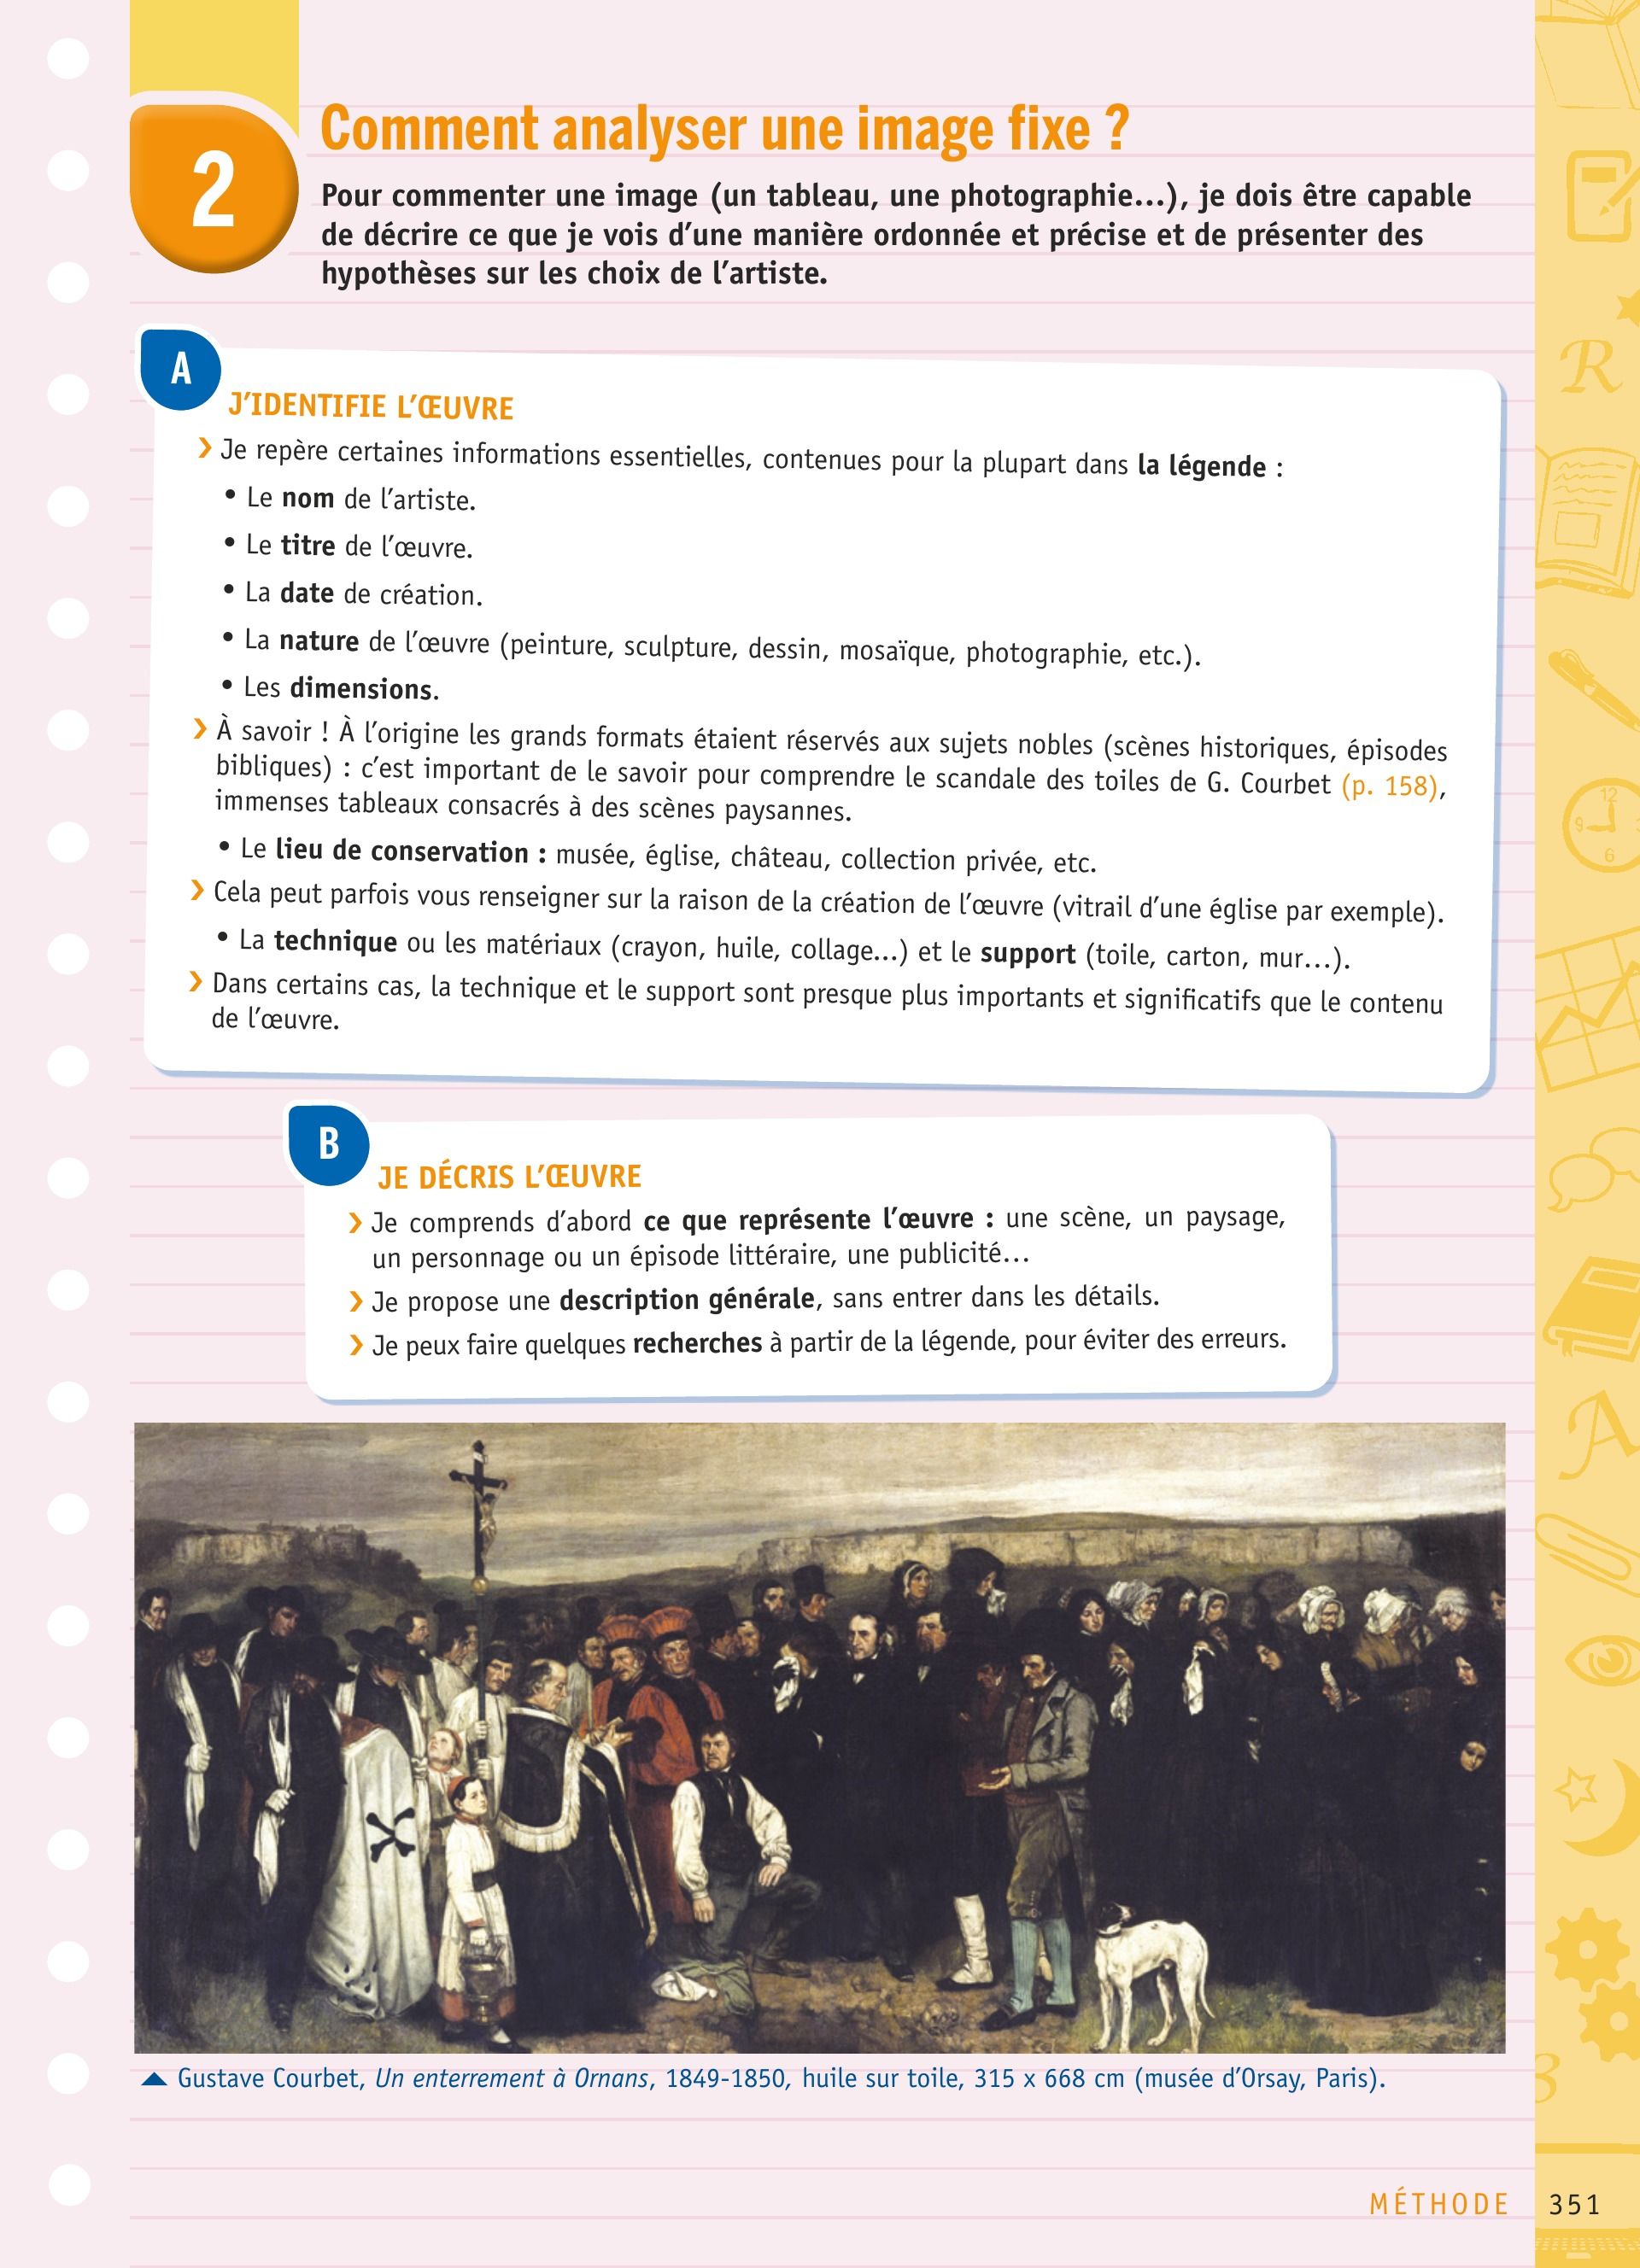 2
Comment analyser une image fixe ?
Pour commenter une image (un tableau, une photographie…), je dois être capable
de décrire ce que je vois d’une manière ordonnée et précise et de présenter des
hypothèses sur les choix de l’artiste.
A
J’IDENTIFIE L’ŒUVRE
› Je repère certaines informations essentielles, contenues pour la plupart dans la légende :
• Le nom de l’artiste.
• Le titre de l’œuvre.
• La date de création.
• La nature de l’œuvre (peinture, sculpture, dessin, mosaïque, photographie, etc.).
• Les dimensions.
› À savoir ! À l’origine les grands formats étaient réservés aux sujets nobles (scènes historiques, épisodes
bibliques) : c’est important de le savoir pour comprendre le scandale des toiles de G. Courbet (p. 158),
immenses tableaux consacrés à des scènes paysannes.
• Le lieu de conservation : musée, église, château, collection privée, etc.
› Cela peut parfois vous renseigner sur la raison de la création de l’œuvre (vitrail d’une église par exemple).
• La technique ou les matériaux (crayon, huile, collage…) et le support (toile, carton, mur…).
› Dans certains cas, la technique et le support sont presque plus importants et significatifs que le contenu
de l’œuvre.
B
JE DÉCRIS L’ŒUVRE
› Je comprends d’abord ce que représente l’œuvre : une scène, un paysage,
un personnage ou un épisode littéraire, une publicité…
› Je propose une description générale, sans entrer dans les détails.
› Je peux faire quelques recherches à partir de la légende, pour éviter des erreurs.
Gustave Courbet, Un enterrement à Ornans, 1849-1850, huile sur toile, 315 x 668 cm (musée d’Orsay, Paris).
MÉTHODE 351
R
12
9
6
A
3